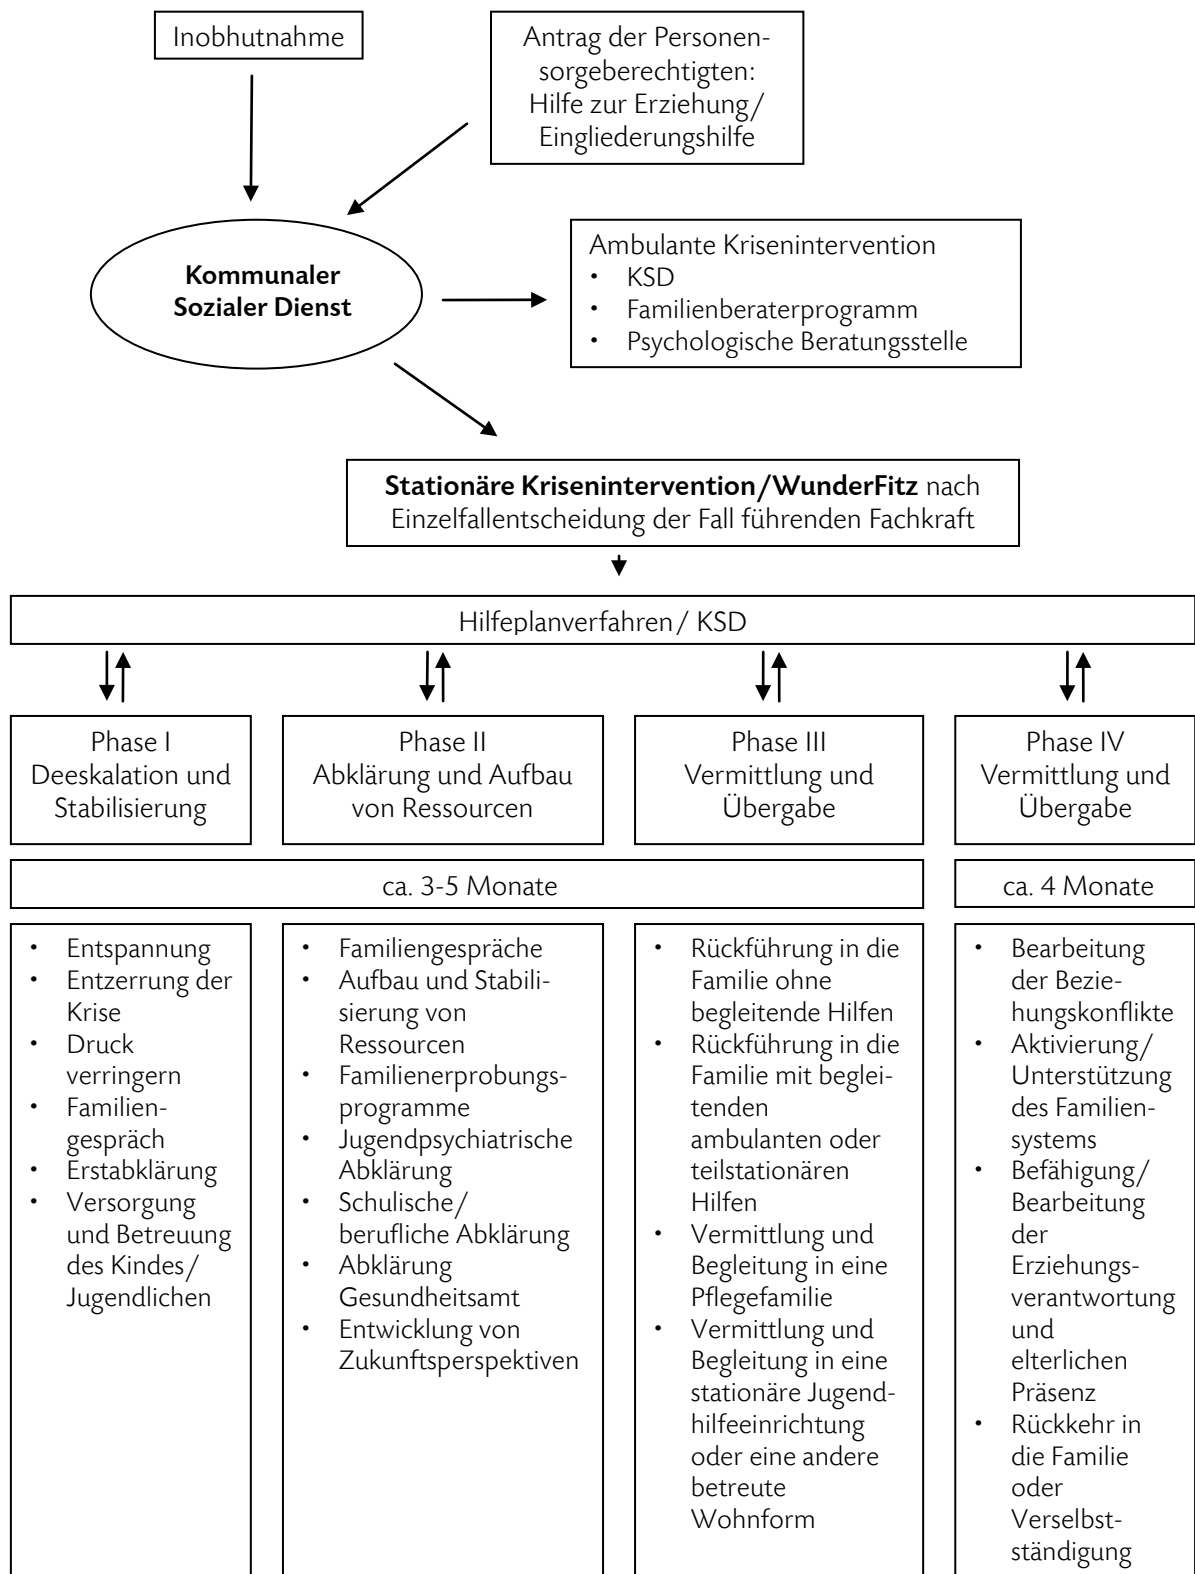 Inobhutnahme
Antrag der Personen-
sorgeberechtigten:
Hilfe zur Erziehung/
Eingliederungshilfe
Kommunaler
Sozialer Dienst
Ambulante Krisenintervention
• KSD
• Familienberaterprogramm
• Psychologische Beratungsstelle
Stationäre Krisenintervention/WunderFitz nach
Einzelfallentscheidung der Fall führenden Fachkraft
Hilfeplanverfahren/ KSD
Phase I
Deeskalation und
Stabilisierung
Phase II
Abklärung und Aufbau
von Ressourcen
Phase III
Vermittlung und
Übergabe
Phase IV
Vermittlung und
Übergabe
ca. 3-5 Monate
ca. 4 Monate
• Entspannung
• Entzerrung der
Krise
• Druck
verringern
• Familien-
gespräch
• Erstabklärung
• Versorgung
und Betreuung
des Kindes/
Jugendlichen
• Familiengespräche
• Aufbau und Stabili-
sierung von
Ressourcen
• Familienerprobungs-
programme
• Jugendpsychiatrische
Abklärung
• Schulische/
berufliche Abklärung
• Abklärung
Gesundheitsamt
• Entwicklung von
Zukunftsperspektiven
• Rückführung in die
Familie ohne
begleitende Hilfen
• Rückführung in die
Familie mit beglei-
tenden
ambulanten oder
teilstationären
Hilfen
• Vermittlung und
Begleitung in eine
Pflegefamilie
• Vermittlung und
Begleitung in eine
stationäre Jugend-
hilfeeinrichtung
oder eine andere
betreute
Wohnform
• Bearbeitung
der Bezie-
hungskonflikte
• Aktivierung/
Unterstützung
des Familien-
systems
• Befähigung/
Bearbeitung
der
Erziehungs-
verantwortung
und
elterlichen
Präsenz
• Rückkehr in
die Familie
oder
Verselbst-
ständigung